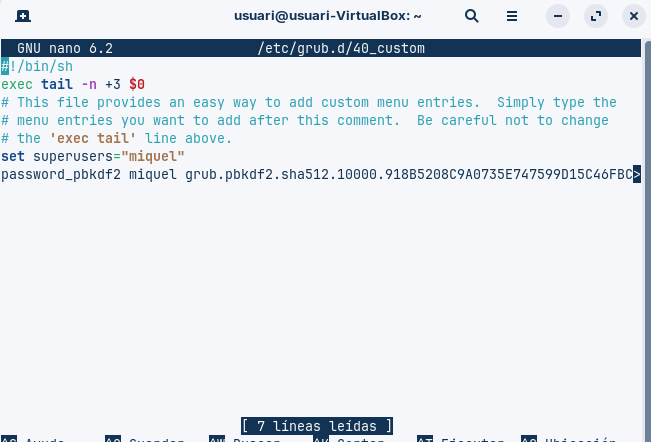 usuari@usuari-VirtualBox: ~
GNU nano 6.2 /etc/grub.d/40_custom
#!/bin/sh
exec tail -n +3 $0
# This file provides an easy way to add custom menu entries.  Simply type the
# menu entries you want to add after this comment.  Be careful not to change
# the 'exec tail' line above.
set superusers="miquel"
password_pbkdf2 miquel grub.pbkdf2.sha512.10000.918B5208C9A0735E747599D15C46FBC>
[ 7 líneas leídas ]